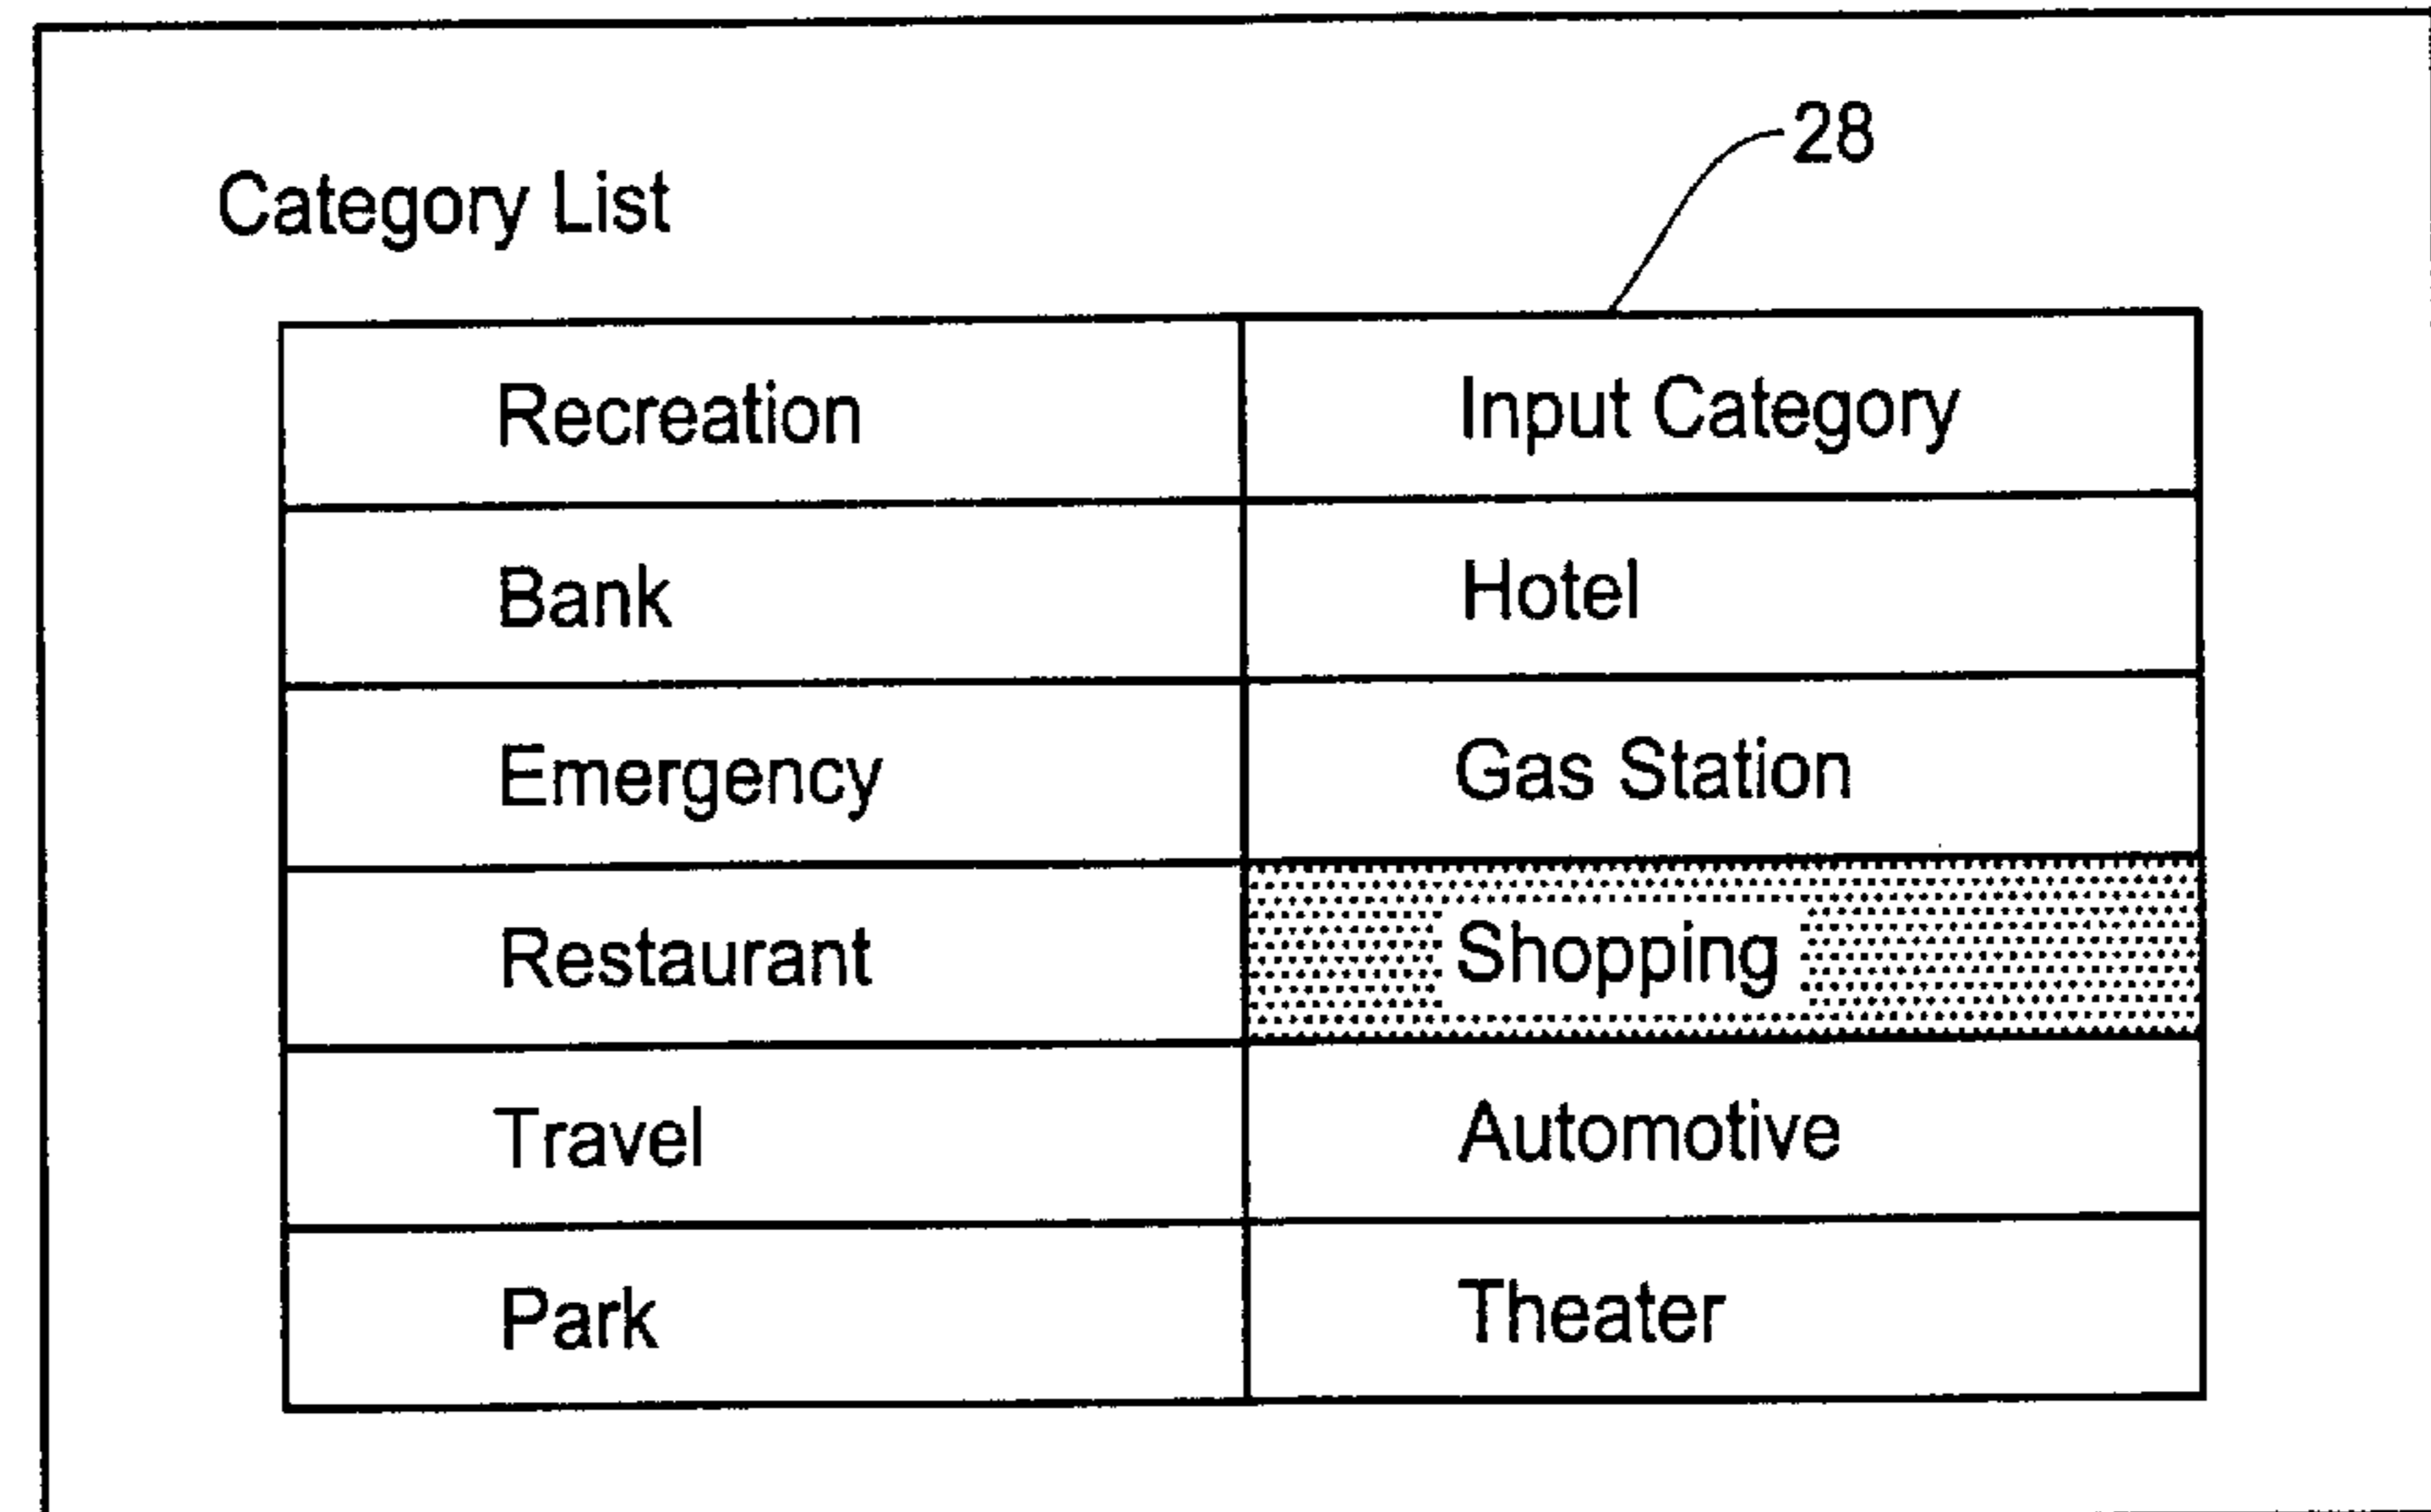 28
Category List
Recreation Input Category
Bank Hotel
Emergency Gas Station
Restaurant Shopping
Travel Automotive
Park Theater